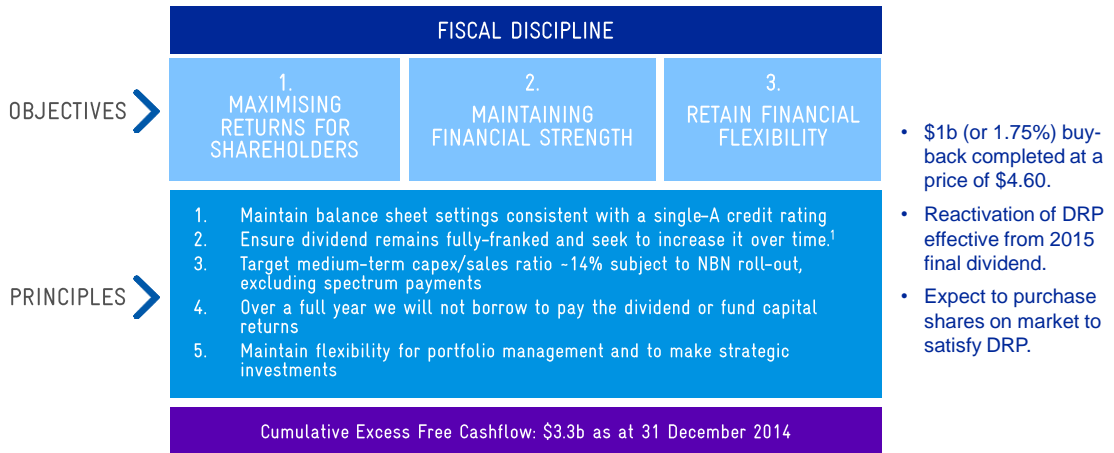 FISCAL DISCIPLINE
OBJECTIVES
1.
MAXIMISING
RETURNS FOR
SHAREHOLDERS
2.
MAINTAINING
FINANCIAL STRENGTH
3.
RETAIN FINANCIAL
FLEXIBILITY
PRINCIPLES
1. Maintain balance sheet settings consistent with a single-A credit rating
2. Ensure dividend remains fully-franked and seek to increase it over time.¹
3. Target medium-term capex/sales ratio ~14% subject to NBN roll-out,
excluding spectrum payments
4. Over a full year we will not borrow to pay the dividend or fund capital
returns
5. Maintain flexibility for portfolio management and to make strategic
investments
Cumulative Excess Free Cashflow: $3.3b as at 31 December 2014
• $1b (or 1.75%) buy-
back completed at a
price of $4.60.
• Reactivation of DRP
effective from 2015
final dividend.
• Expect to purchase
shares on market to
satisfy DRP.